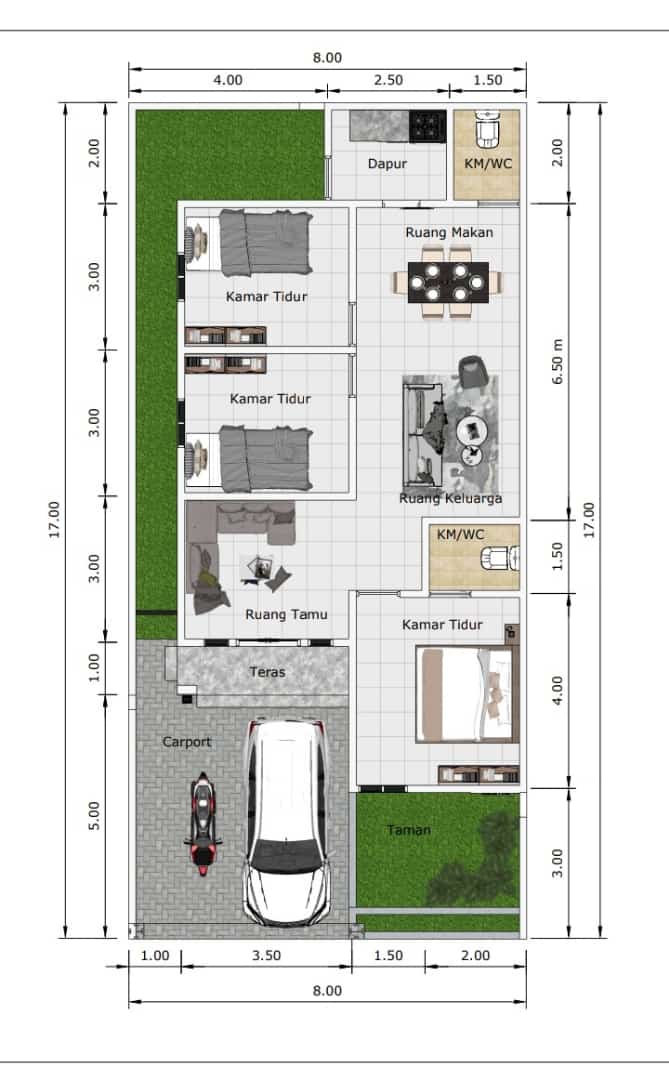 8.00
4.00
2.50
1.50
2.00
Dapur
KM/WC
2.00
Ruang Makan
3.00
Kamar Tidur
6.50 m
Kamar Tidur
3.00
Ruang Keluarga
17.00
17.00
KM/WC
1.50
3.00
Ruang Tamu
Kamar Tidur
1.00
Teras
4.00
Carport
5.00
Taman
3.00
1.00
3.50
1.50
2.00
8.00